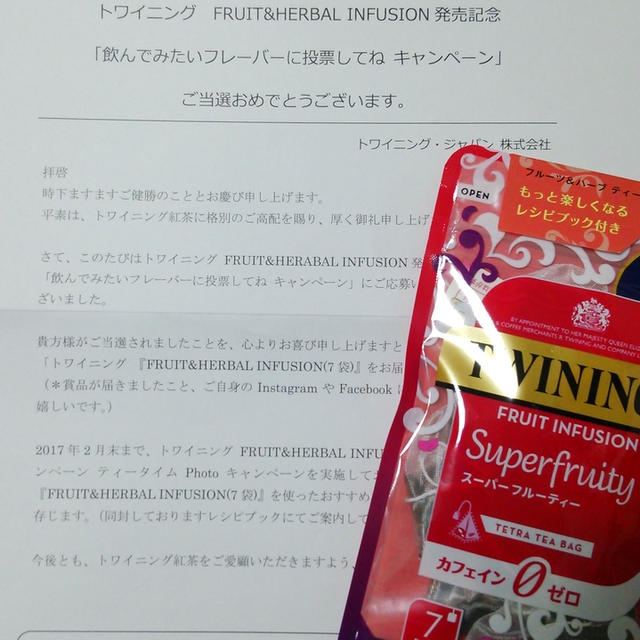 トワイニング FRUIT&HERBAL INFUSION 発売記念
「飲んでみたいフレーバーに投票してね キャンペーン」
ご当選おめでとうございます。
トワイニング・ジャパン 株式会社
拝啓
時下ますますご健勝のこととお慶び申し上げます。
平素は、トワイニング紅茶に格別のご高配を賜り、厚く御礼申し上げ
さて、このたびはトワイニング FRUIT&HERABAL INFUSION 発
「飲んでみたいフレーバーに投票してね キャンペーン」にご応募い
ざいました。
貴方様がご当選されましたことを、心よりお喜び申し上げますと
「トワイニング 『FRUIT&HERBAL INFUSION(7 袋)』をお届
(＊賞品が届きましたこと、ご自身の Instagram や Facebook に
嬉しいです。)
2017 年 2 月末まで、トワイニング FRUIT&HERBAL INFU
ンペーン ティータイム Photo キャンペーンを実施して
『FRUIT&HERBAL INFUSION(7 袋)』を使ったおすすめ
存じます。(同封しておりますレシピブックにてご案内して
今後とも、トワイニング紅茶をご愛顧いただきますよう、
OPEN
フルーツ&ハーブ ティー
もっと楽しくなる
レシピブック付き
BY APPOINTMENT TO HER MAJESTY QUEEN ELIZ
& COFFEE MERCHANTS R. TWINING AND COMPANY
TWINING
FRUIT INFUSION
Superfruity
スーパーフルーティー
TETRA TEA BAG
カフェイン0ゼロ
7